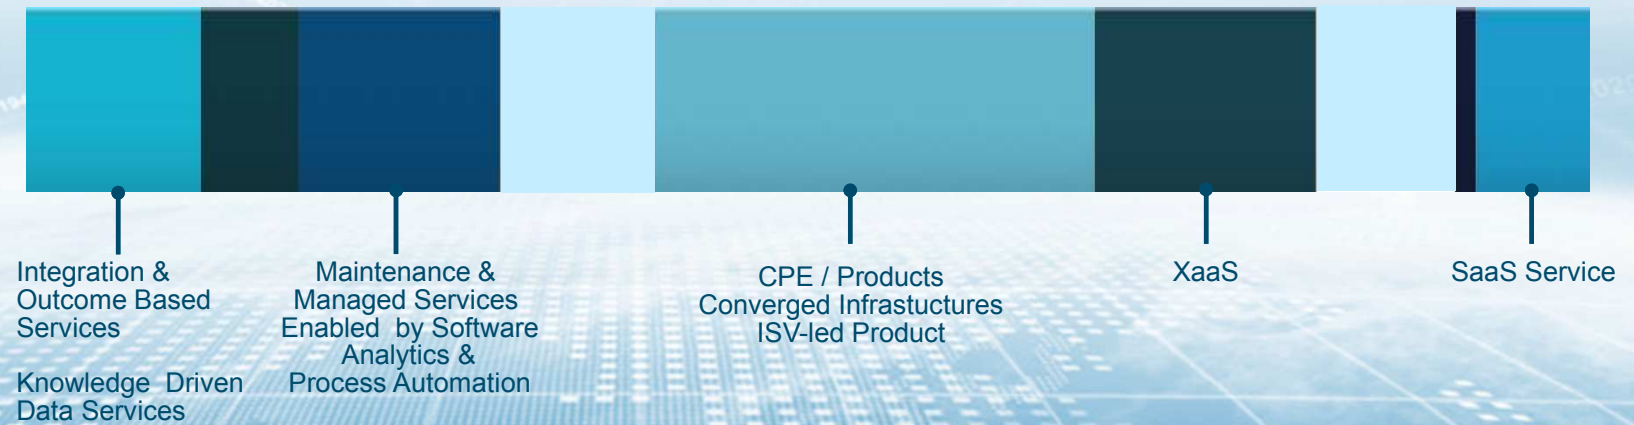 Integration &
Outcome Based
Services
Knowledge Driven
Data Services
Maintenance &
Managed Services
Enabled by Software
Analytics &
Process Automation
CPE / Products
Converged Infrastuctures
ISV-led Product
XaaS
SaaS Service